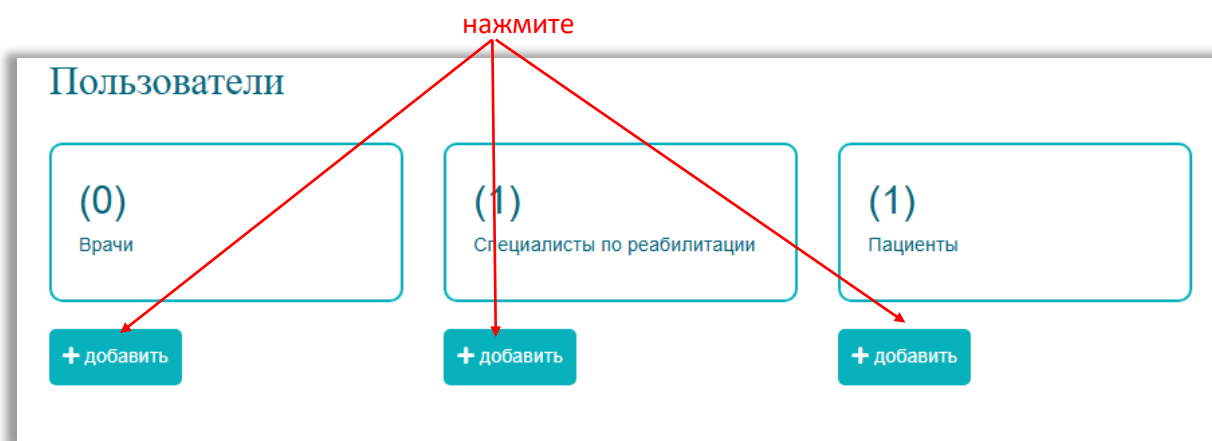 нажмите
Пользователи
(0)
Врачи
(1)
Специалисты по реабилитации
(1)
Пациенты
+ добавить
+ добавить
+ добавить